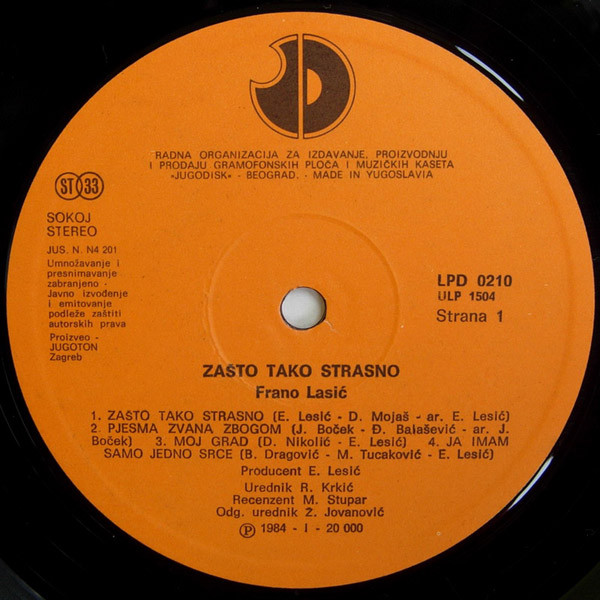 JD
RADNA ORGANIZACIJA ZA IZDAVANJE, PROIZVODNJU
I PRODAJU GRAMOFONSKIH PLOČA I MUZIČKIH KASETA
»JUGODISK« - BEOGRAD. - MADE IN YUGOSLAVIA
ST 33
SOKOJ
STEREO
JUS. N. N4 201
Umnožavanje i
presnimavanje
zabranjeno ·
Javno izvođenje
i emitovanje
podleže zaštiti
autorskih prava
Proizveo -
JUGOTON
Zagreb
LPD 0210
ULP 1504
Strana 1
ZAŠTO TAKO STRASNO
Frano Lasić
1. ZAŠTO TAKO STRASNO (E. Lesić - D. Mojaš - ar. E. Lesić)
2. PJESMA ZVANA ZBOGOM (J. Boček - Đ. Balašević - ar. J.
Boček) 3. MOJ GRAD (D. Nikolić - E. Lesić) 4. JA IMAM
SAMO JEDNO SRCE (B. Dragović - M. Tucaković - E. Lesić)
Producent E. Lesić
Urednik R. Krkić
Recenzent M. Stupar
Odg. urednik Ž. Jovanović
Ⓟ 1984 - I - 20 000